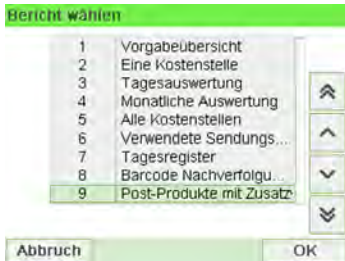 Bericht wählen
1 Vorgabeübersicht
2 Eine Kostenstelle
3 Tagesauswertung
4 Monatliche Auswertung
5 Alle Kostenstellen
6 Verwendete Sendungs...
7 Tagesregister
8 Barcode Nachverfolgu...
9 Post-Produkte mit Zusatz
Abbruch OK